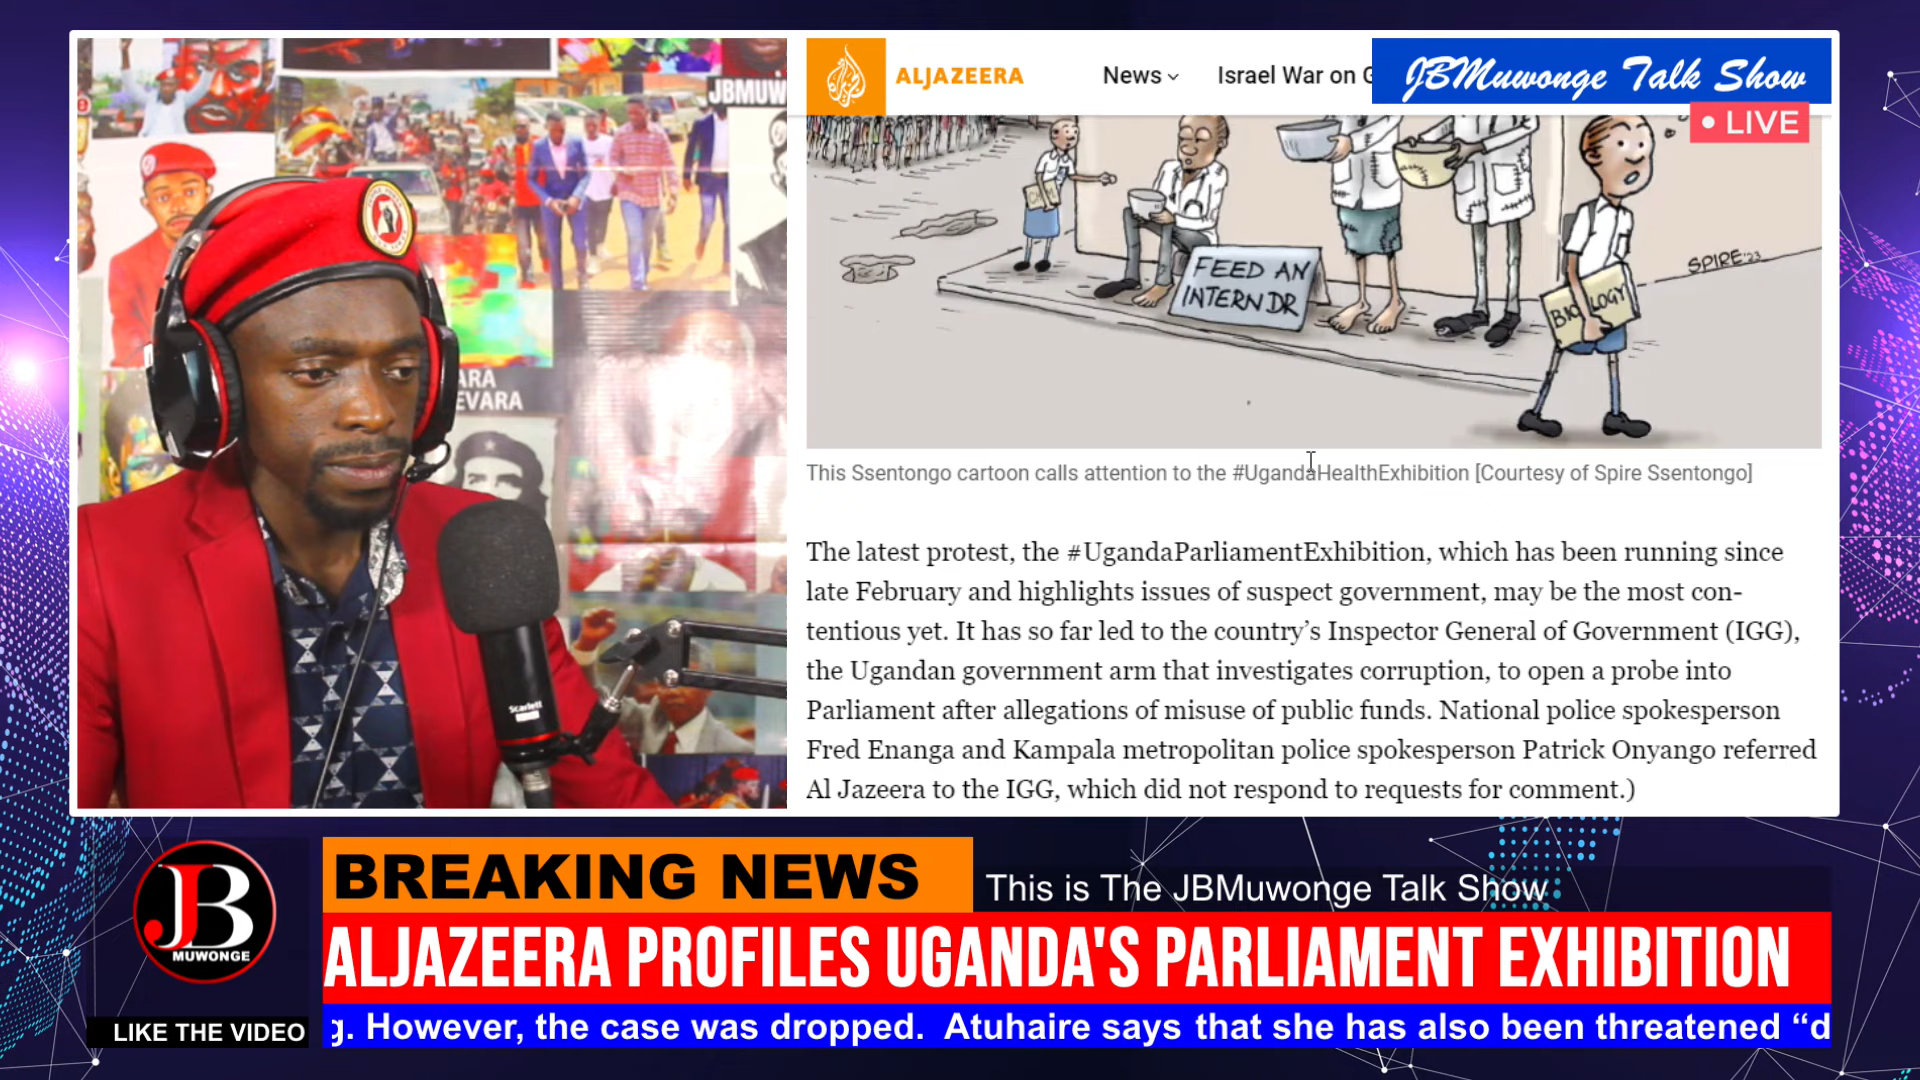 JBMUW
ARA
EVARA
Scarlett
ALJAZEERA
News
Israel War on G
JBMuwonge Talk Show
• LIVE
FEED AN
INTERN DR
BIOLOGY
SPIRE '23
This Ssentongo cartoon calls attention to the #UgandaHealthExhibition [Courtesy of Spire Ssentongo]
The latest protest, the #UgandaParliamentExhibition, which has been running since
late February and highlights issues of suspect government, may be the most con-
tentious yet. It has so far led to the country’s Inspector General of Government (IGG),
the Ugandan government arm that investigates corruption, to open a probe into
Parliament after allegations of misuse of public funds. National police spokesperson
Fred Enanga and Kampala metropolitan police spokesperson Patrick Onyango referred
Al Jazeera to the IGG, which did not respond to requests for comment.)
JB
MUWONGE
LIKE THE VIDEO
BREAKING NEWS
This is The JBMuwonge Talk Show
ALJAZEERA PROFILES UGANDA'S PARLIAMENT EXHIBITION
g. However, the case was dropped. Atuhaire says that she has also been threatened “d